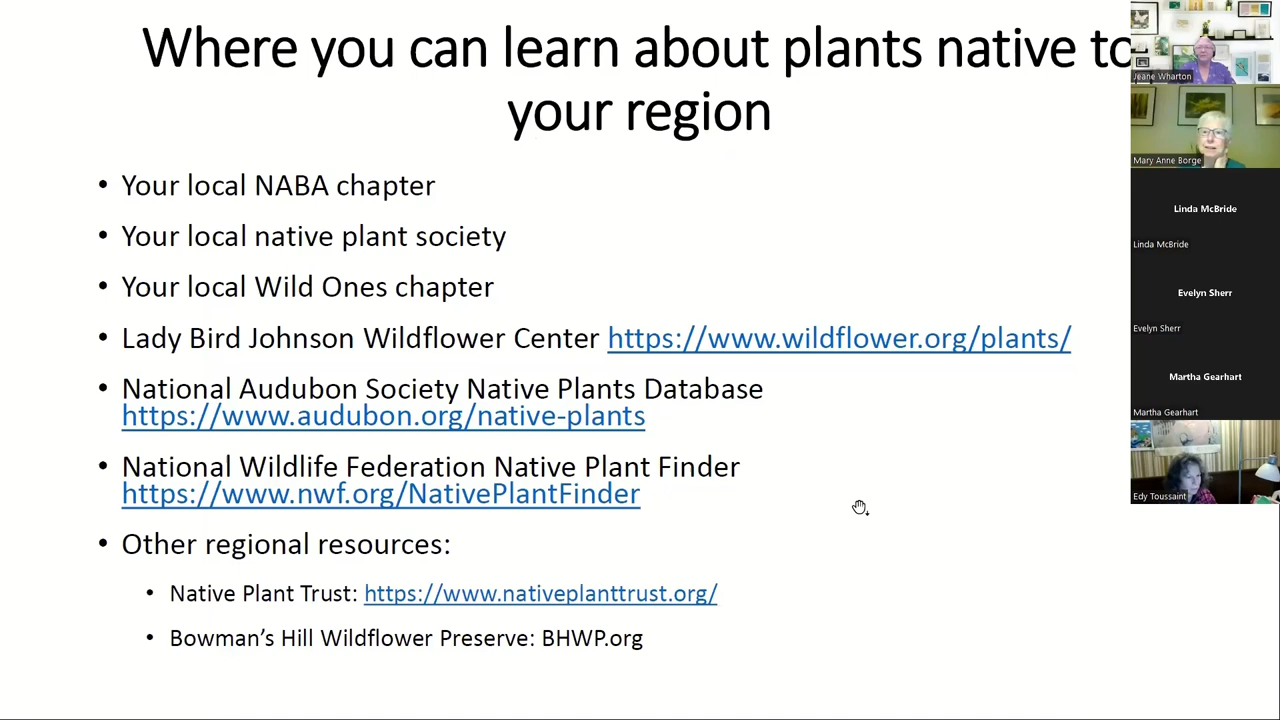 Where you can learn about plants native to
your region
• Your local NABA chapter
• Your local native plant society
• Your local Wild Ones chapter
• Lady Bird Johnson Wildflower Center https://www.wildflower.org/plants/
• National Audubon Society Native Plants Database
https://www.audubon.org/native-plants
• National Wildlife Federation Native Plant Finder
https://www.nwf.org/NativePlantFinder
• Other regional resources:
• Native Plant Trust: https://www.nativeplanttrust.org/
• Bowman’s Hill Wildflower Preserve: BHWP.org
Jeane Wharton
Mary Anne Borge
Linda McBride
Linda McBride
Evelyn Sherr
Evelyn Sherr
Martha Gearhart
Martha Gearhart
Edy Toussaint